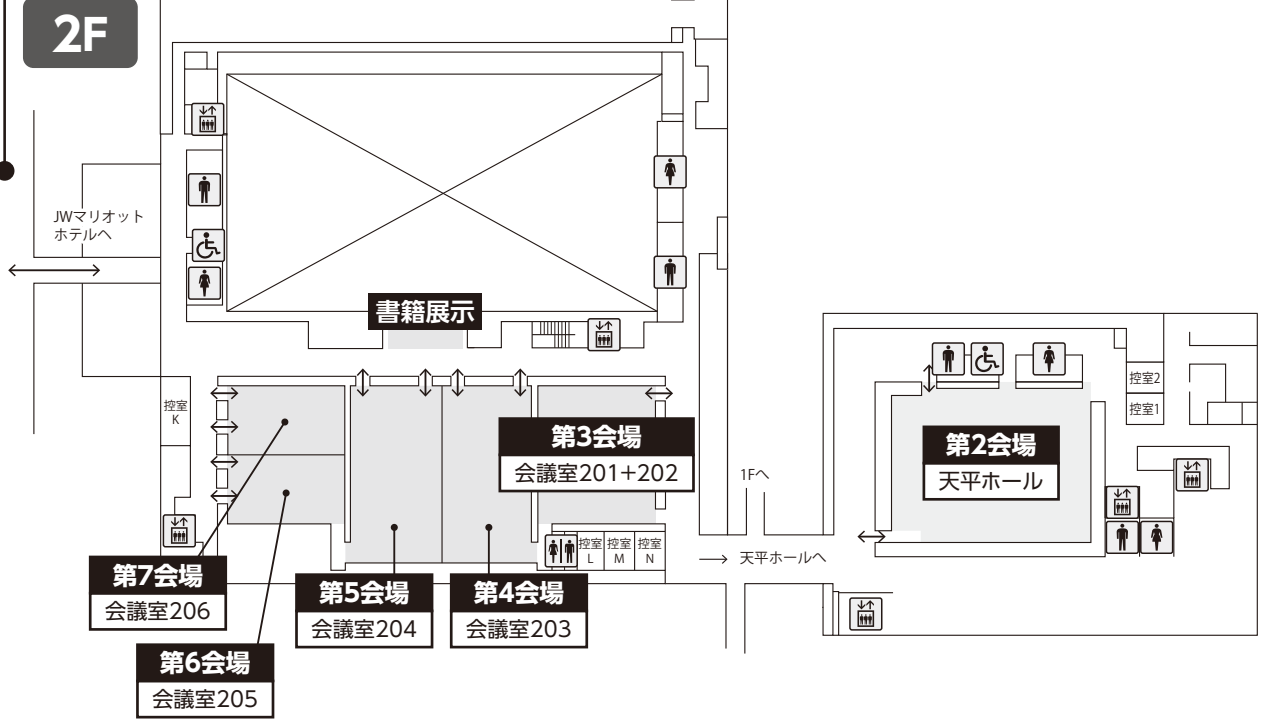 2F
JWマリオット
ホテルへ
書籍展示
控室
K
第3会場
会議室201+202
第2会場
天平ホール
控室2
控室1
1Fへ
天平ホールへ
控室
L
控室
M
控室
N
第7会場
会議室206
第5会場
会議室204
第4会場
会議室203
第6会場
会議室205